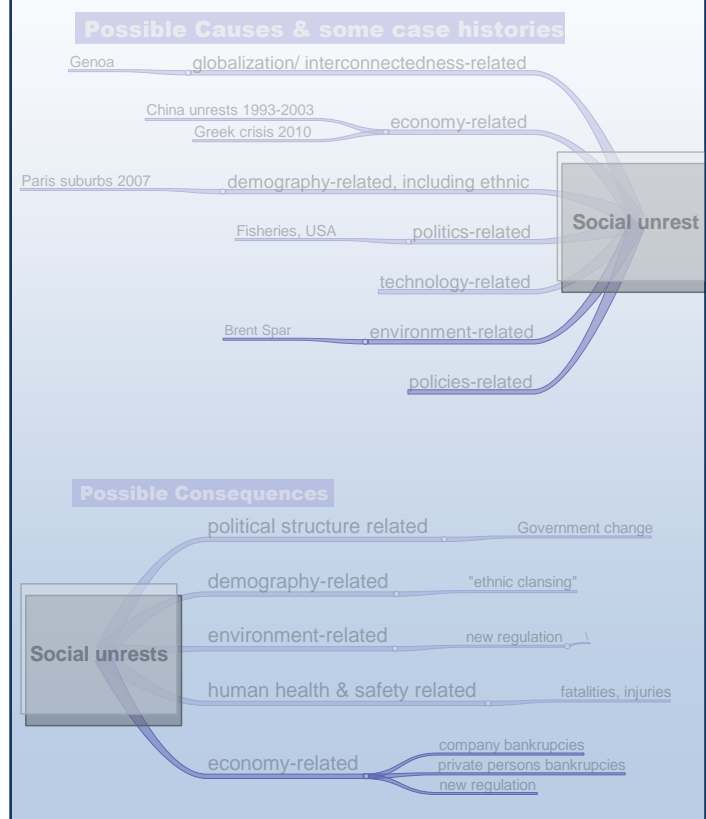 Possible Causes & some case histories
Genoa globalization/ interconnectedness-related
China unrests 1993-2003
economy-related
Greek crisis 2010
Paris suburbs 2007 demography-related, including ethnic
Social unrest
Fisheries, USA politics-related
technology-related
Brent Spar environment-related
policies-related
Possible Consequences
political structure related Government change
demography-related "ethnic clansing"
environment-related new regulation \
Social unrests
human health & safety related fatalities, injuries
company bankrupcies
economy-related private persons bankrupcies
new regulation